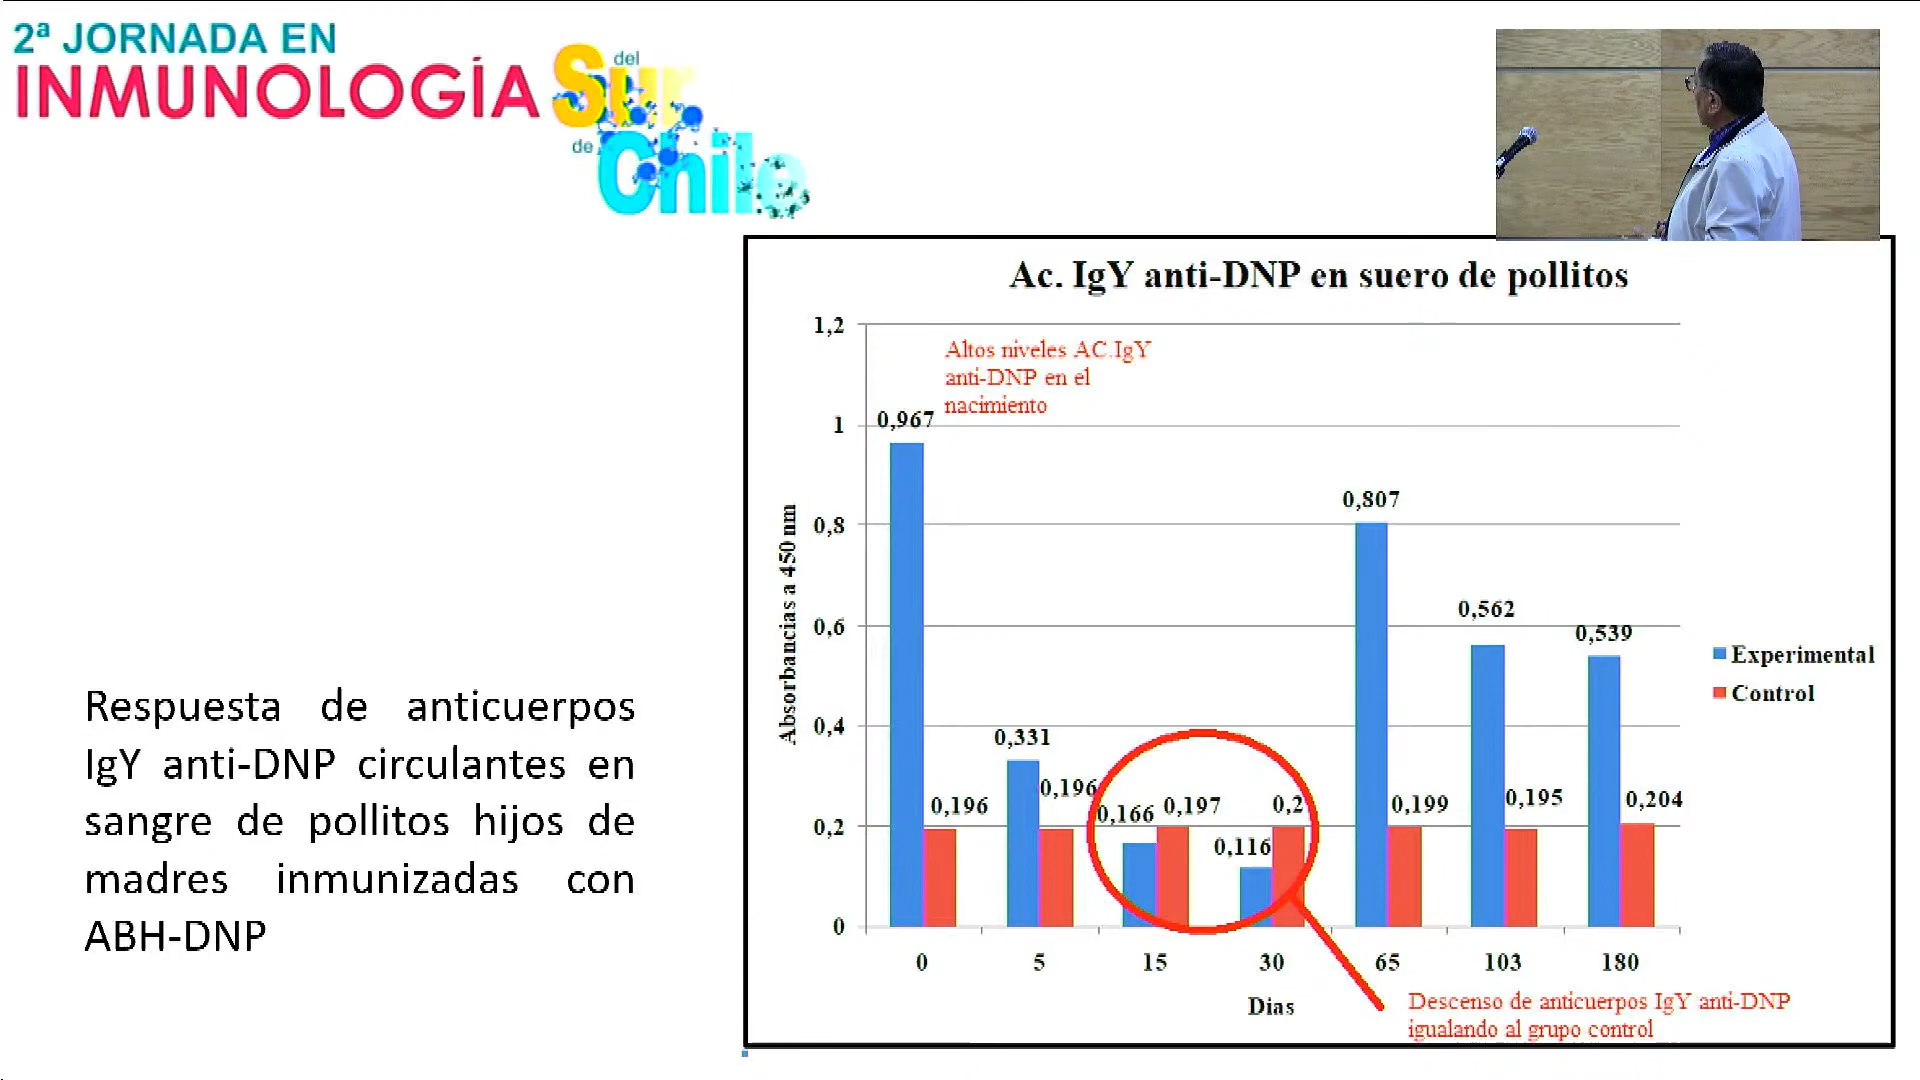 2ª JORNADA EN
INMUNOLOGÍA
del
Sur
de
Chile
Ac. IgY anti-DNP en suero de pollitos
Altos niveles AC.IgY
anti-DNP en el
nacimiento
Absorbancias a 450 nm
1,2
1
0,8
0,6
0,4
0,2
0
0,967
0,196
0,331
0,196
0,166
0,197
0,116
0,2
0,807
0,199
0,562
0,195
0,539
0,204
0
5
15
30
65
103
180
Dias
Experimental
Control
Descenso de anticuerpos IgY anti-DNP
igualando al grupo control
Respuesta de anticuerpos
IgY anti-DNP circulantes en
sangre de pollitos hijos de
madres inmunizadas con
ABH-DNP